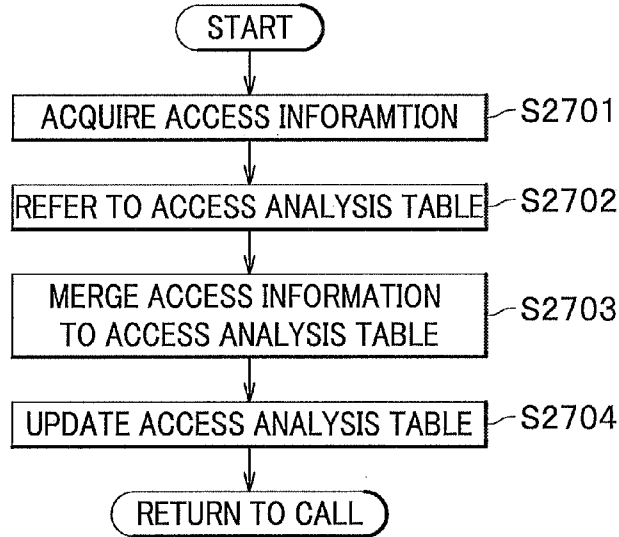 START
ACQUIRE ACCESS INFORAMTION
S2701
REFER TO ACCESS ANALYSIS TABLE
S2702
MERGE ACCESS INFORMATION
TO ACCESS ANALYSIS TABLE
S2703
UPDATE ACCESS ANALYSIS TABLE
S2704
RETURN TO CALL